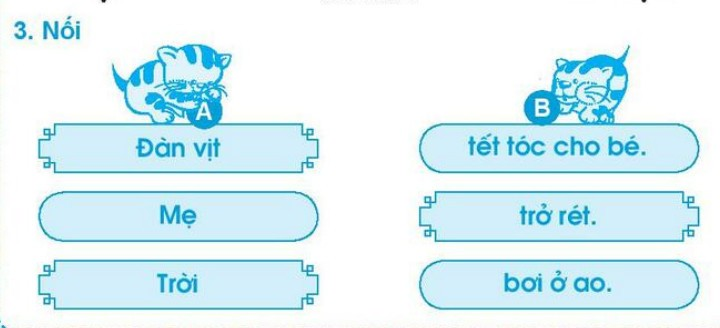 3. Nối
A B
Đàn vịt tết tóc cho bé.
Mẹ trở rét.
Trời bơi ở ao.